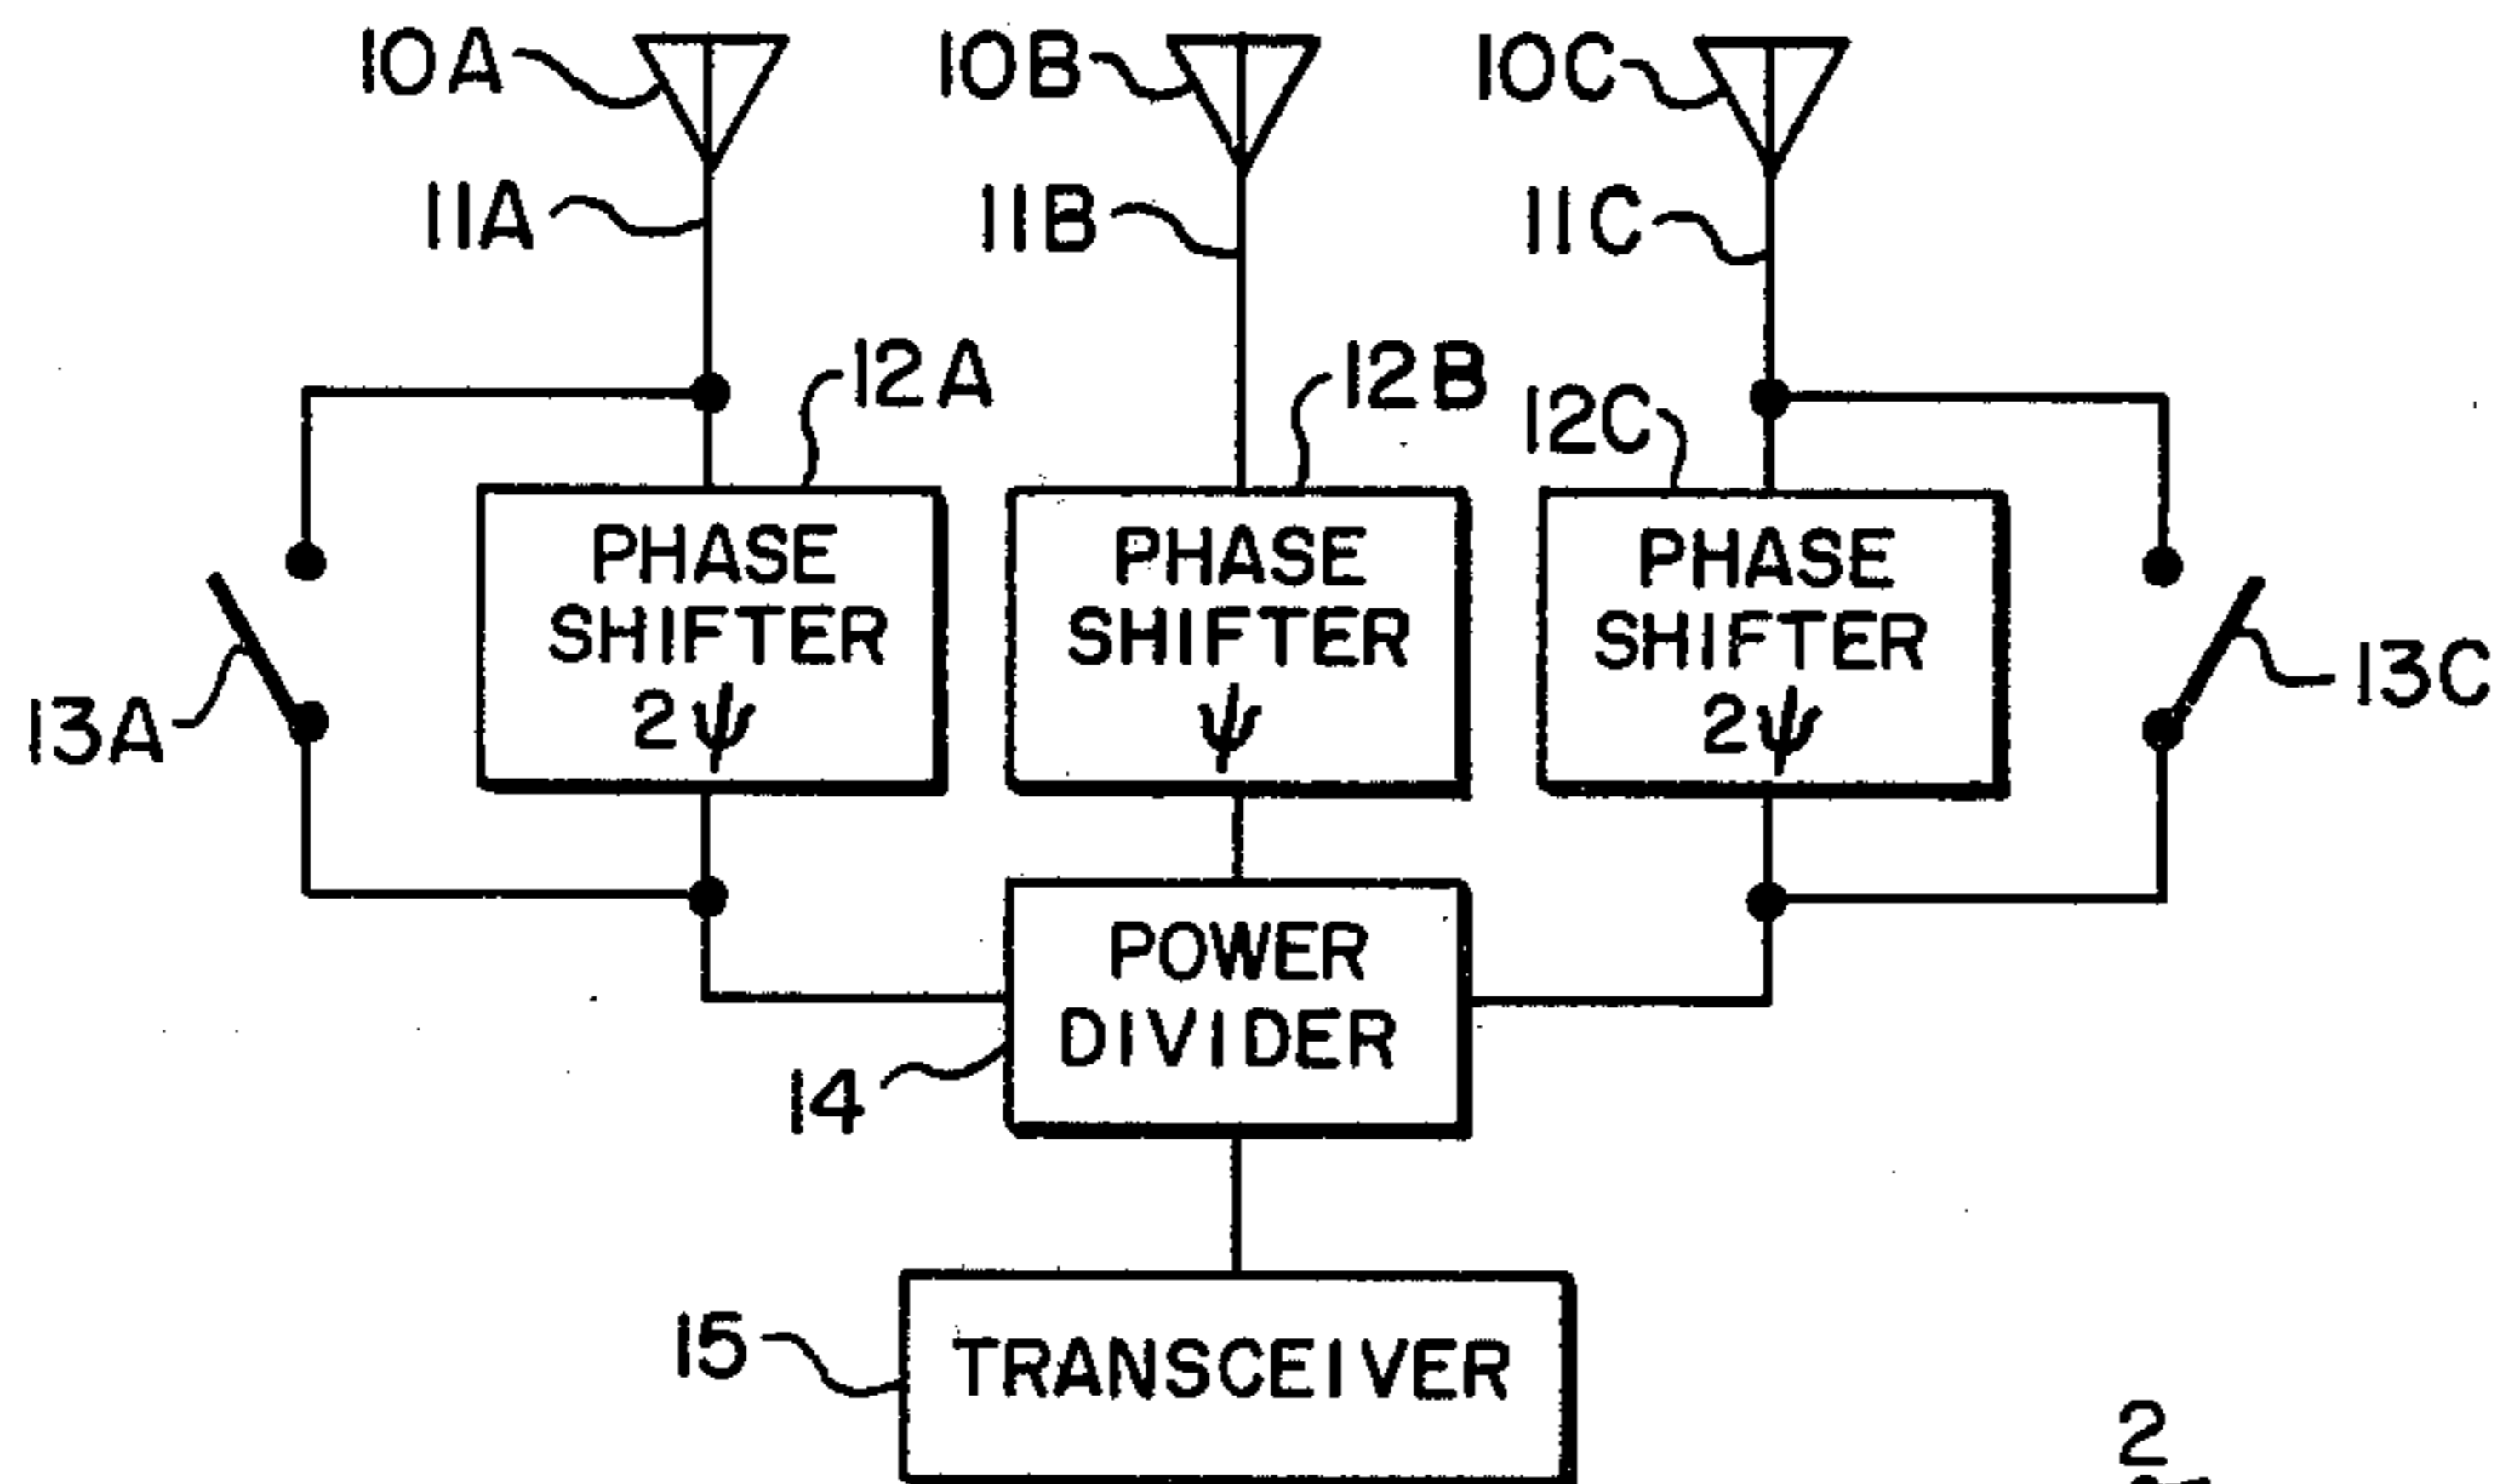 10A
10B
10C
11A
11B
11C
12A
12B
12C
PHASE
SHIFTER
2ψ
PHASE
SHIFTER
ψ
PHASE
SHIFTER
2ψ
13A
13C
POWER
DIVIDER
14
15
TRANSCEIVER
2